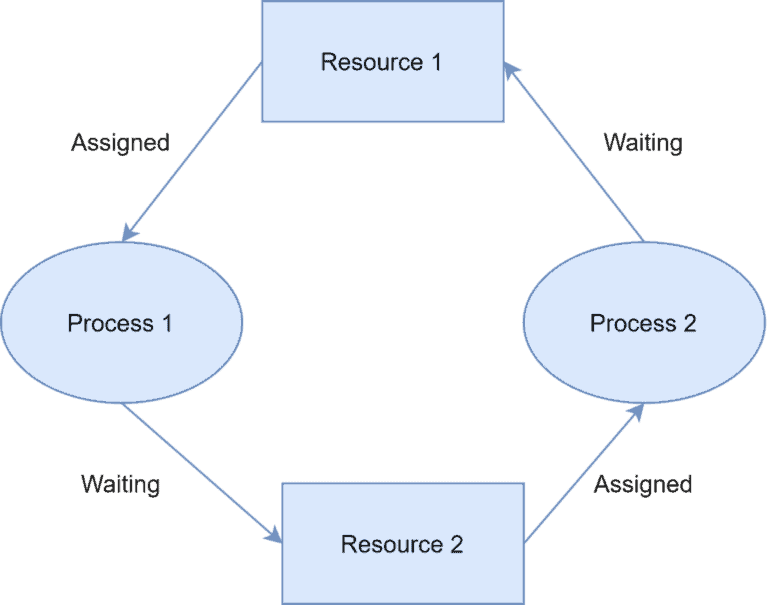 Resource 1
Assigned
Waiting
Process 1
Process 2
Waiting
Assigned
Resource 2